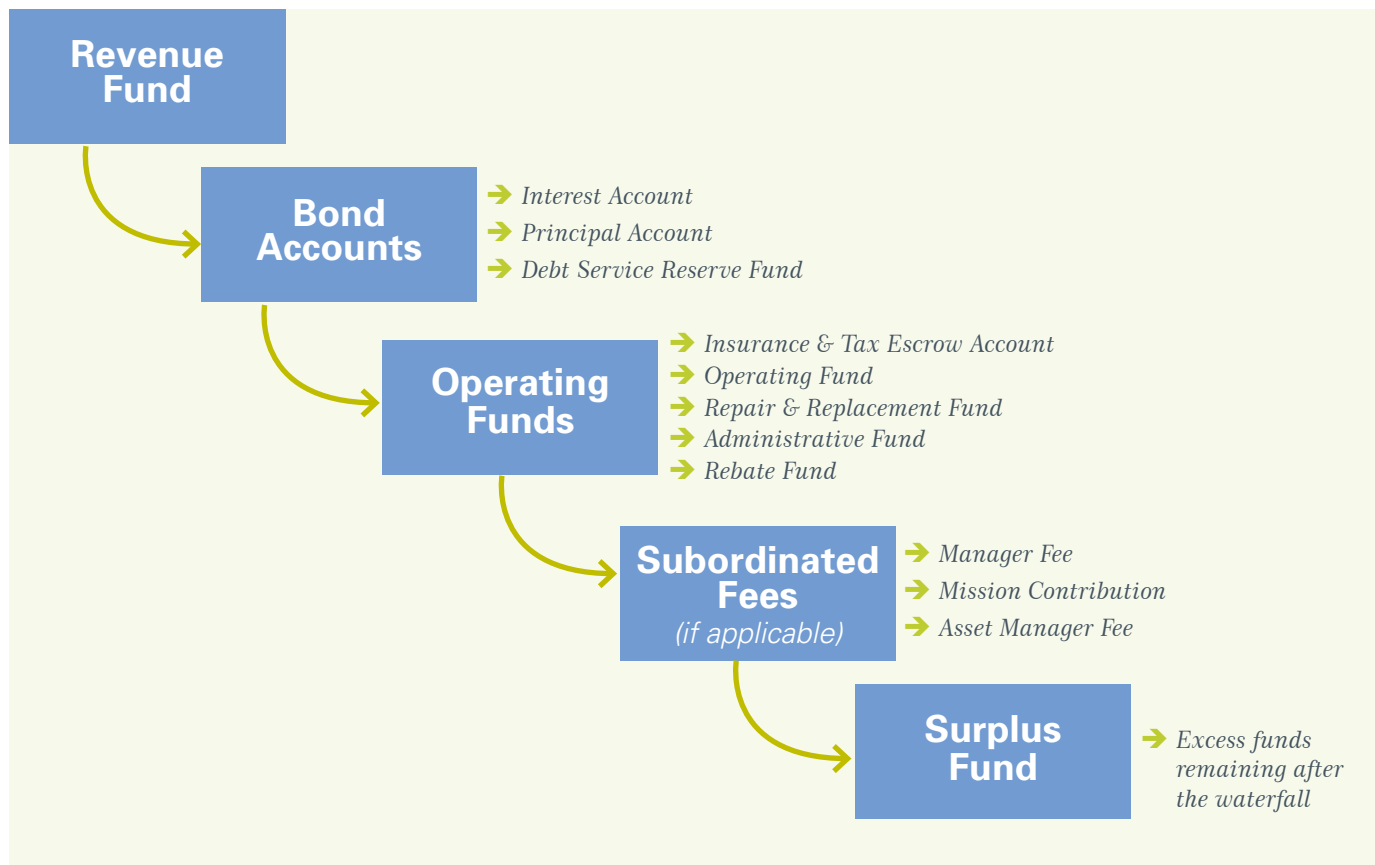 Revenue
Fund
Bond
Accounts
Interest Account
Principal Account
Debt Service Reserve Fund
Operating
Funds
Insurance & Tax Escrow Account
Operating Fund
Repair & Replacement Fund
Administrative Fund
Rebate Fund
Subordinated
Fees
(if applicable)
Manager Fee
Mission Contribution
Asset Manager Fee
Surplus
Fund
Excess funds
remaining after
the waterfall